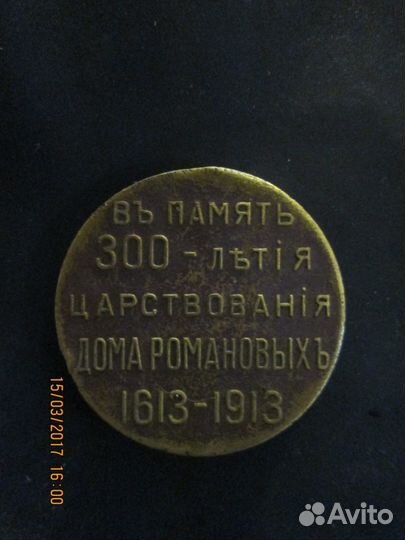 ВЪ ПАМЯТЬ
300-ЛѢТІЯ
ЦАРСТВОВАНІЯ
ДОМА РОМАНОВЫХЪ
1613-1913
15/03/2017 16:00
Avito